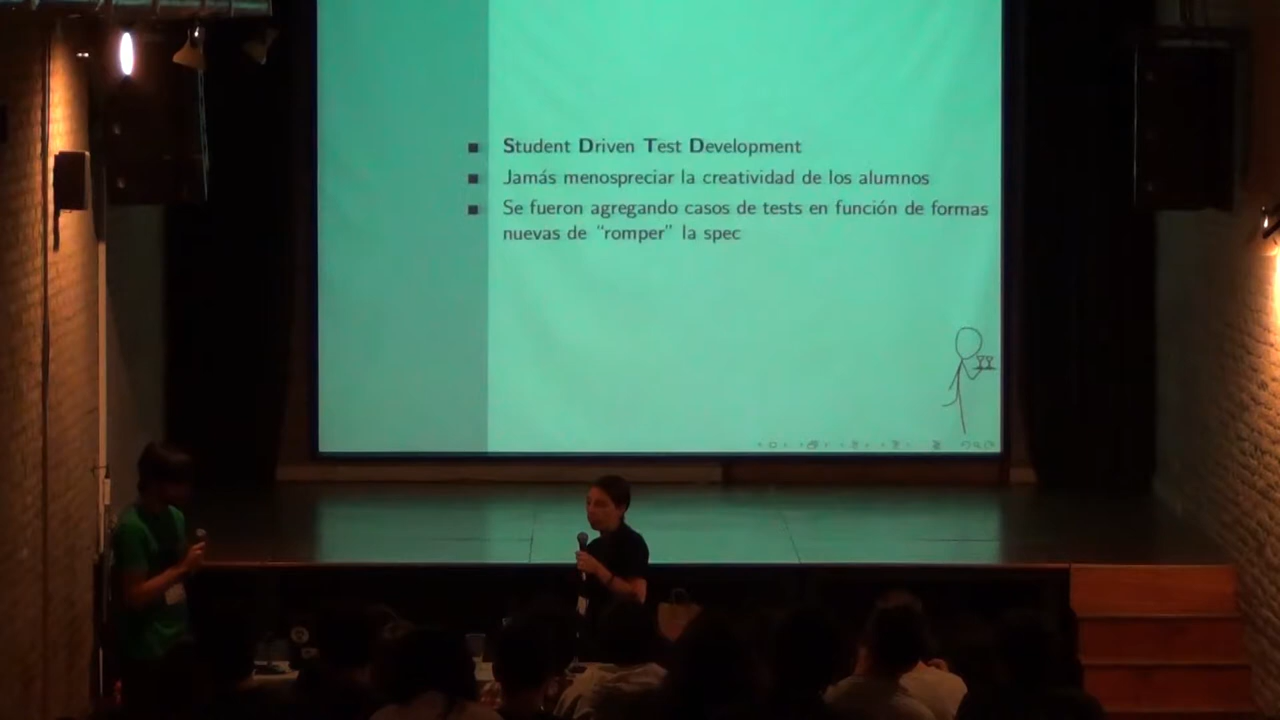 Student Driven Test Development
Jamás menospreciar la creatividad de los alumnos
Se fueron agregando casos de tests en función de formas
nuevas de “romper” la spec